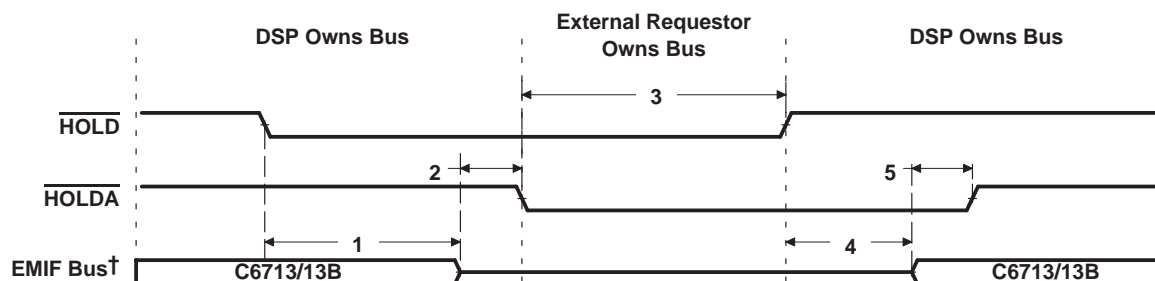 DSP Owns Bus
External Requestor
Owns Bus
DSP Owns Bus
3
HOLD
2
5
HOLDA
1
4
EMIF Bus†
C6713/13B
C6713/13B